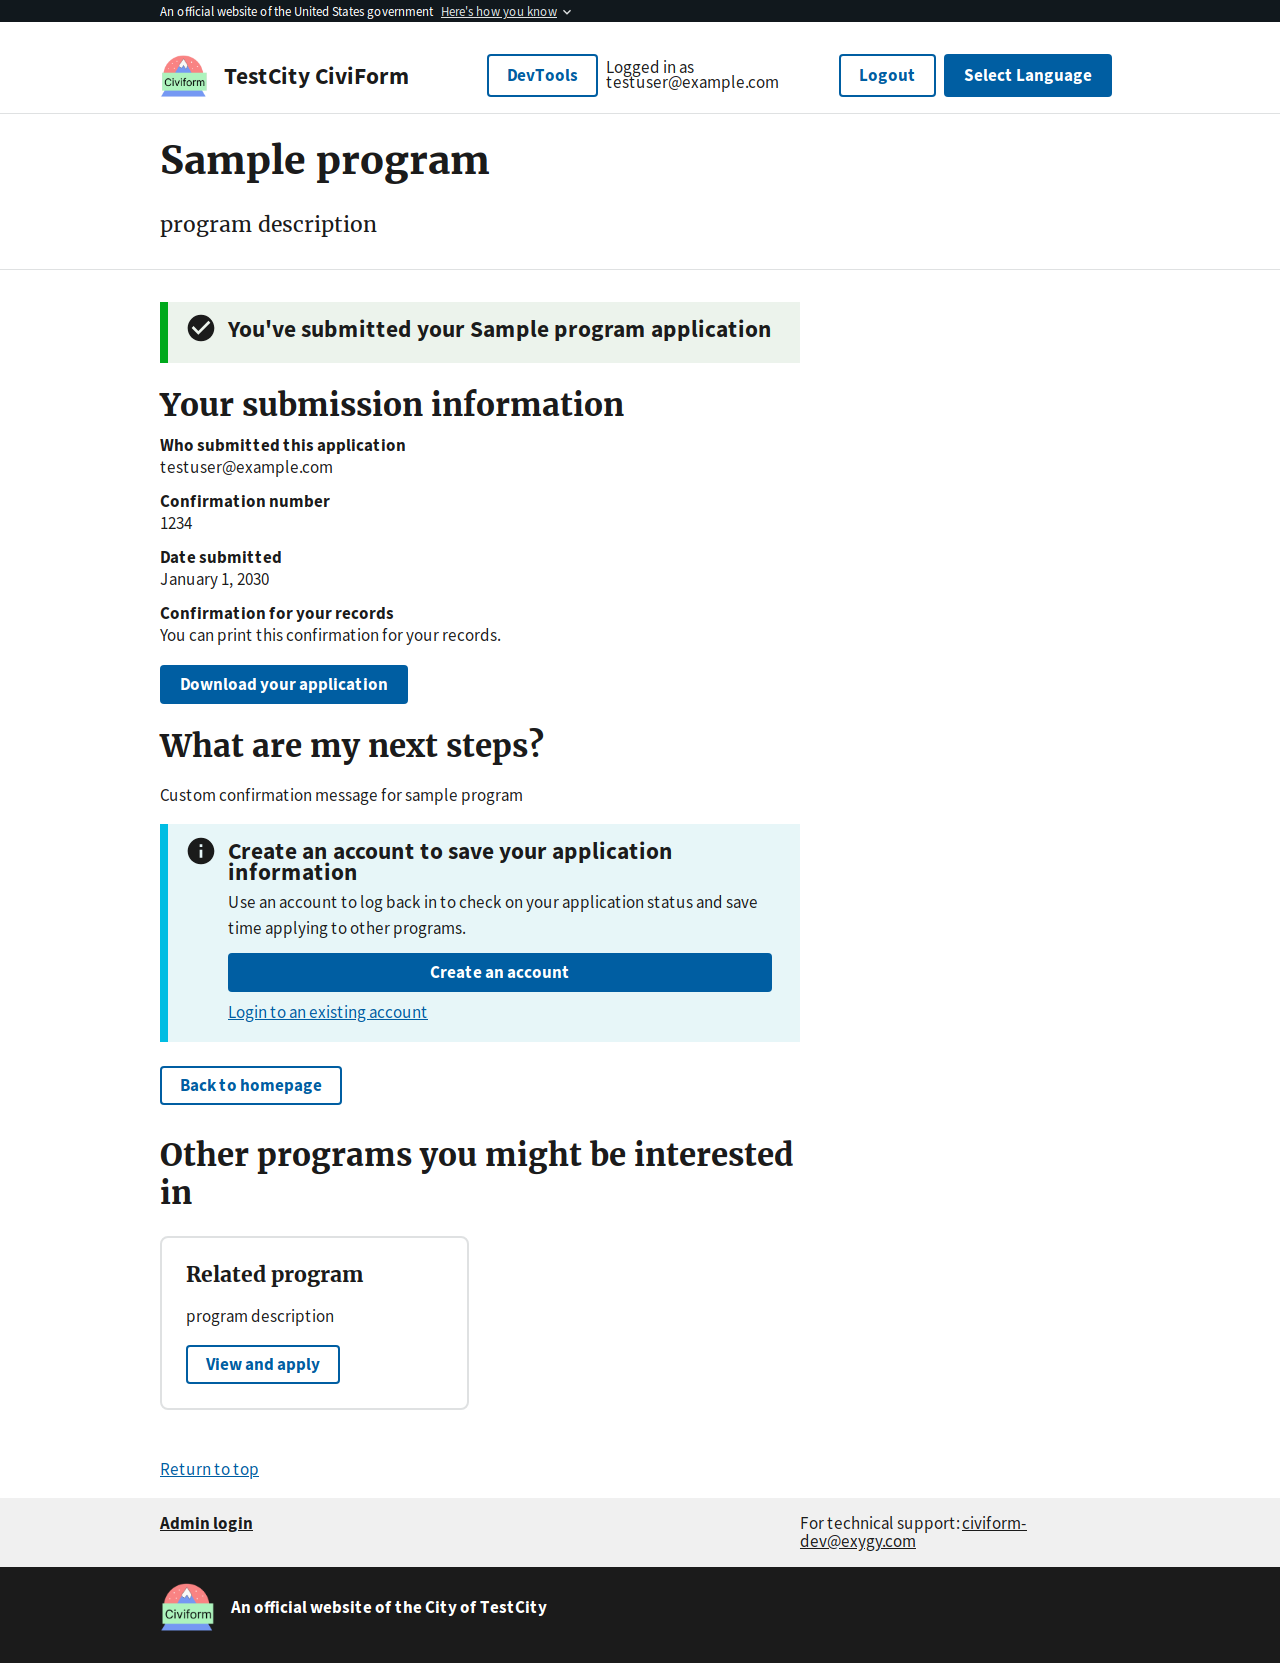 An official website of the United States government Here's how you know
Civiform
TestCity CiviForm
DevTools
Logged in as
testuser@example.com
Logout
Select Language
Sample program
program description
You've submitted your Sample program application
Your submission information
Who submitted this application
testuser@example.com
Confirmation number
1234
Date submitted
January 1, 2030
Confirmation for your records
You can print this confirmation for your records.
Download your application
What are my next steps?
Custom confirmation message for sample program
Create an account to save your application
information
Use an account to log back in to check on your application status and save
time applying to other programs.
Create an account
Login to an existing account
Back to homepage
Other programs you might be interested
in
Related program
program description
View and apply
Return to top
Admin login
For technical support: civiform-
dev@exygy.com
Civiform
An official website of the City of TestCity